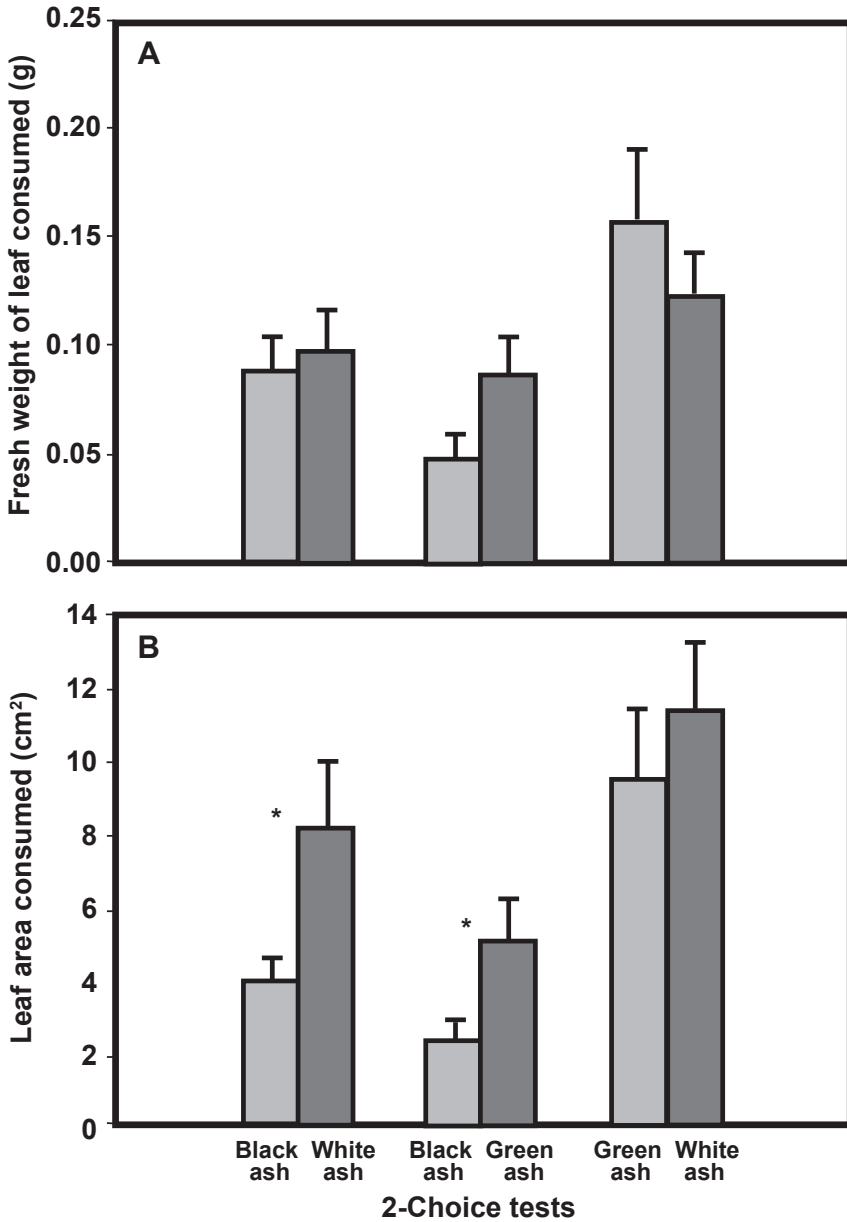 A
Fresh weight of leaf consumed (g)
0.25
0.20
0.15
0.10
0.05
0.00
B
Leaf area consumed (cm²)
14
12
10
8
6
4
2
0
*
*
Black ash
White ash
Black ash
Green ash
Green ash
White ash
2-Choice tests